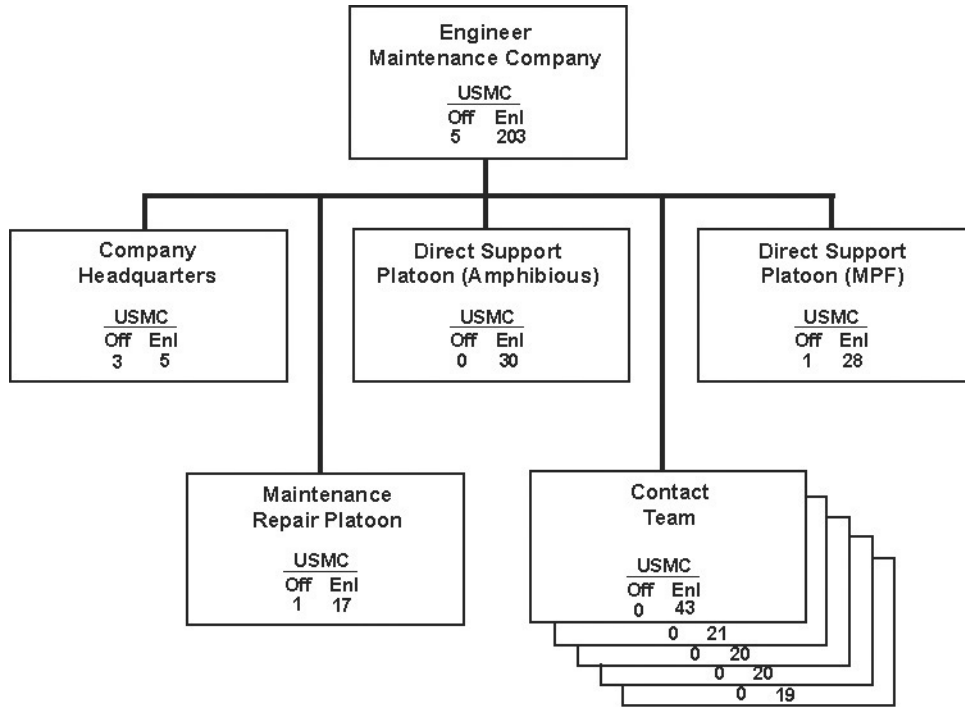 Engineer
Maintenance Company
USMC
Off Enl
5 203
Company
Headquarters
USMC
Off Enl
3 5
Direct Support
Platoon (Amphibious)
USMC
Off Enl
0 30
Direct Support
Platoon (MPF)
USMC
Off Enl
1 28
Maintenance
Repair Platoon
USMC
Off Enl
1 17
Contact
Team
USMC
Off Enl
0 43
0 21
0 20
0 20
0 19